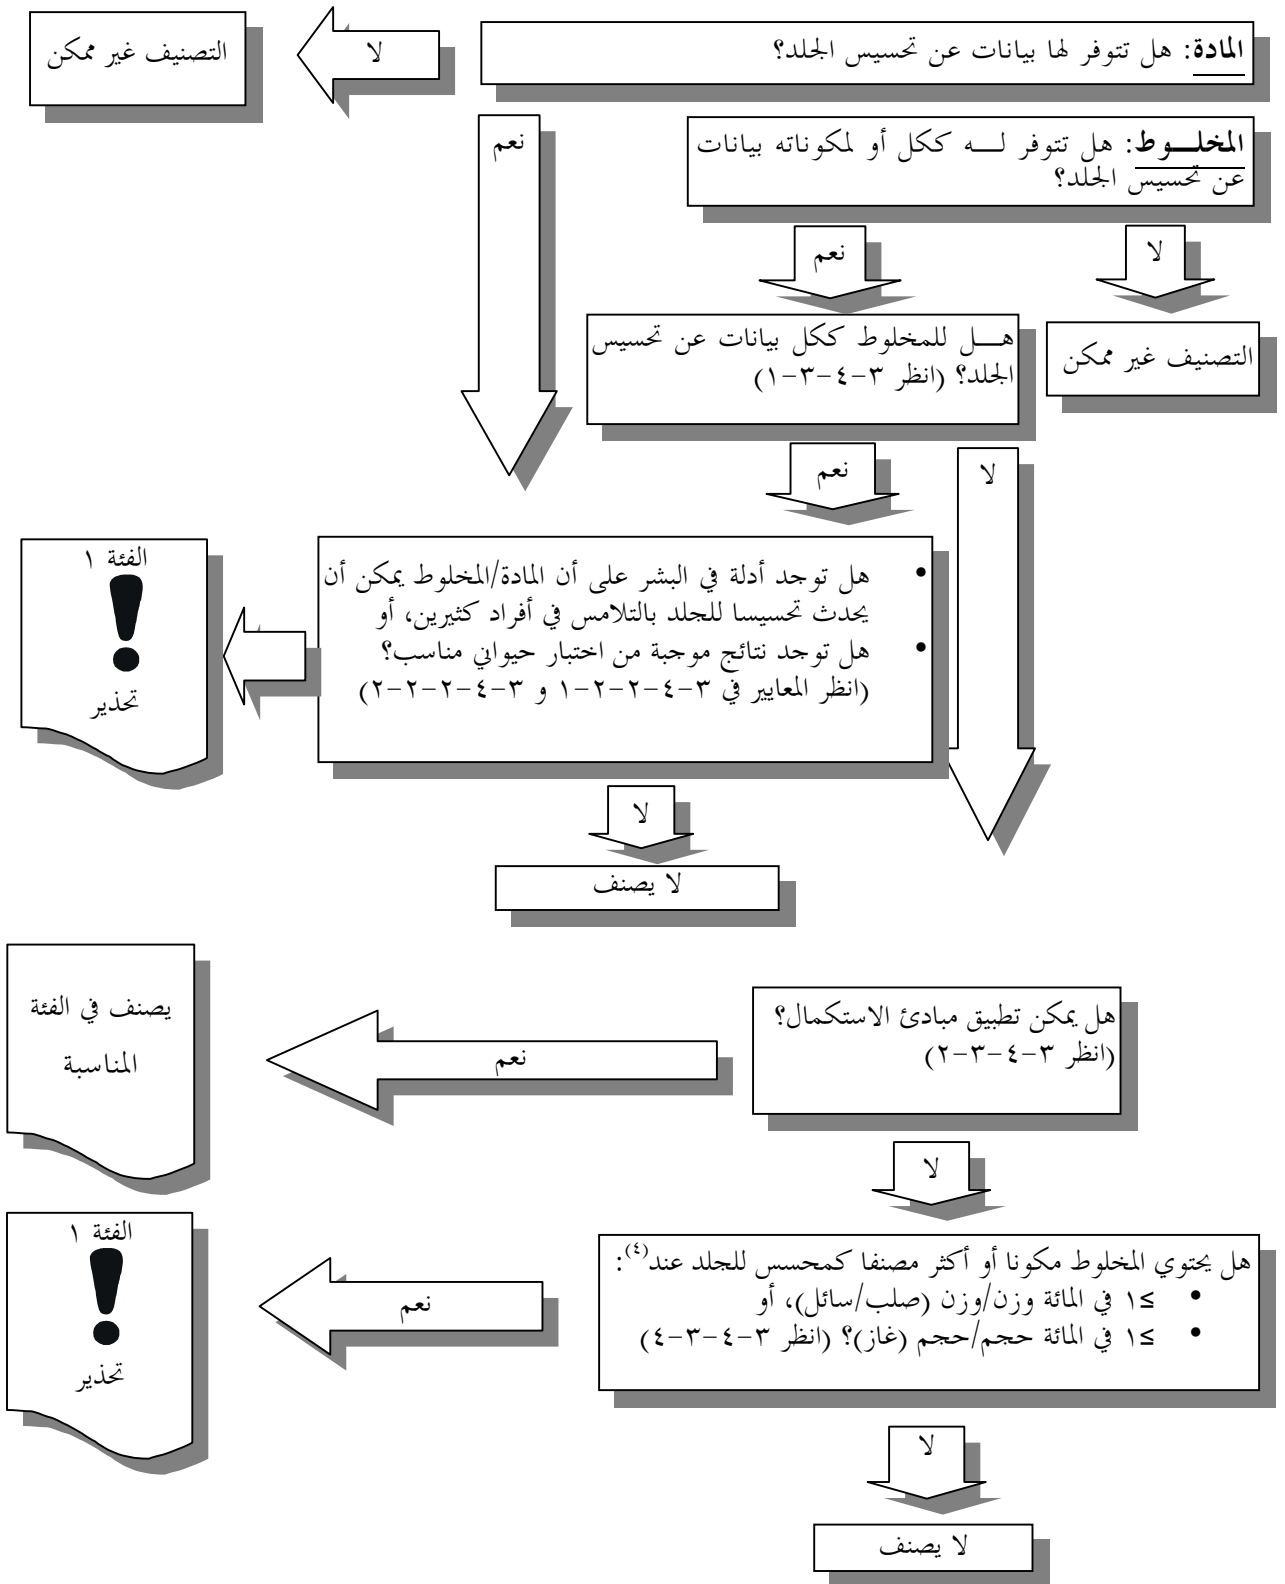 المادة: هل تتوفر لها بيانات عن تحسيس الجلد؟
لا
التصنيف غير ممكن
نعم
المخلـــوط: هل تتوفر لـــه ككل أو لمكوناته بيانات
عن تحسيس الجلد؟
نعم
لا
التصنيف غير ممكن
هـــل للمخلوط ككل بيانات عن تحسيس
الجلد؟ (انظر ٣-٤-٣-١)
نعم
لا
• هل توجد أدلة في البشر على أن المادة/المخلوط يمكن أن
يحدث تحسيسا للجلد بالتلامس في أفراد كثيرين، أو
• هل توجد نتائج موجبة من اختبار حيواني مناسب؟
(انظر المعايير في ٣-٤-٢-٢-١ و ٣-٤-٢-٢-٢)
الفئة ١
!
تحذير
لا
لا يصنف
هل يمكن تطبيق مبادئ الاستكمال؟
(انظر ٣-٤-٣-٢)
نعم
يصنف في الفئة
المناسبة
لا
هل يحتوي المخلوط مكونا أو أكثر مصنفا كمحسس للجلد عند(٤):
• ≥١ في المائة وزن/وزن (صلب/سائل)، أو
• ≥١ في المائة حجم/حجم (غاز)؟ (انظر ٣-٤-٣-٤)
نعم
الفئة ١
!
تحذير
لا
لا يصنف